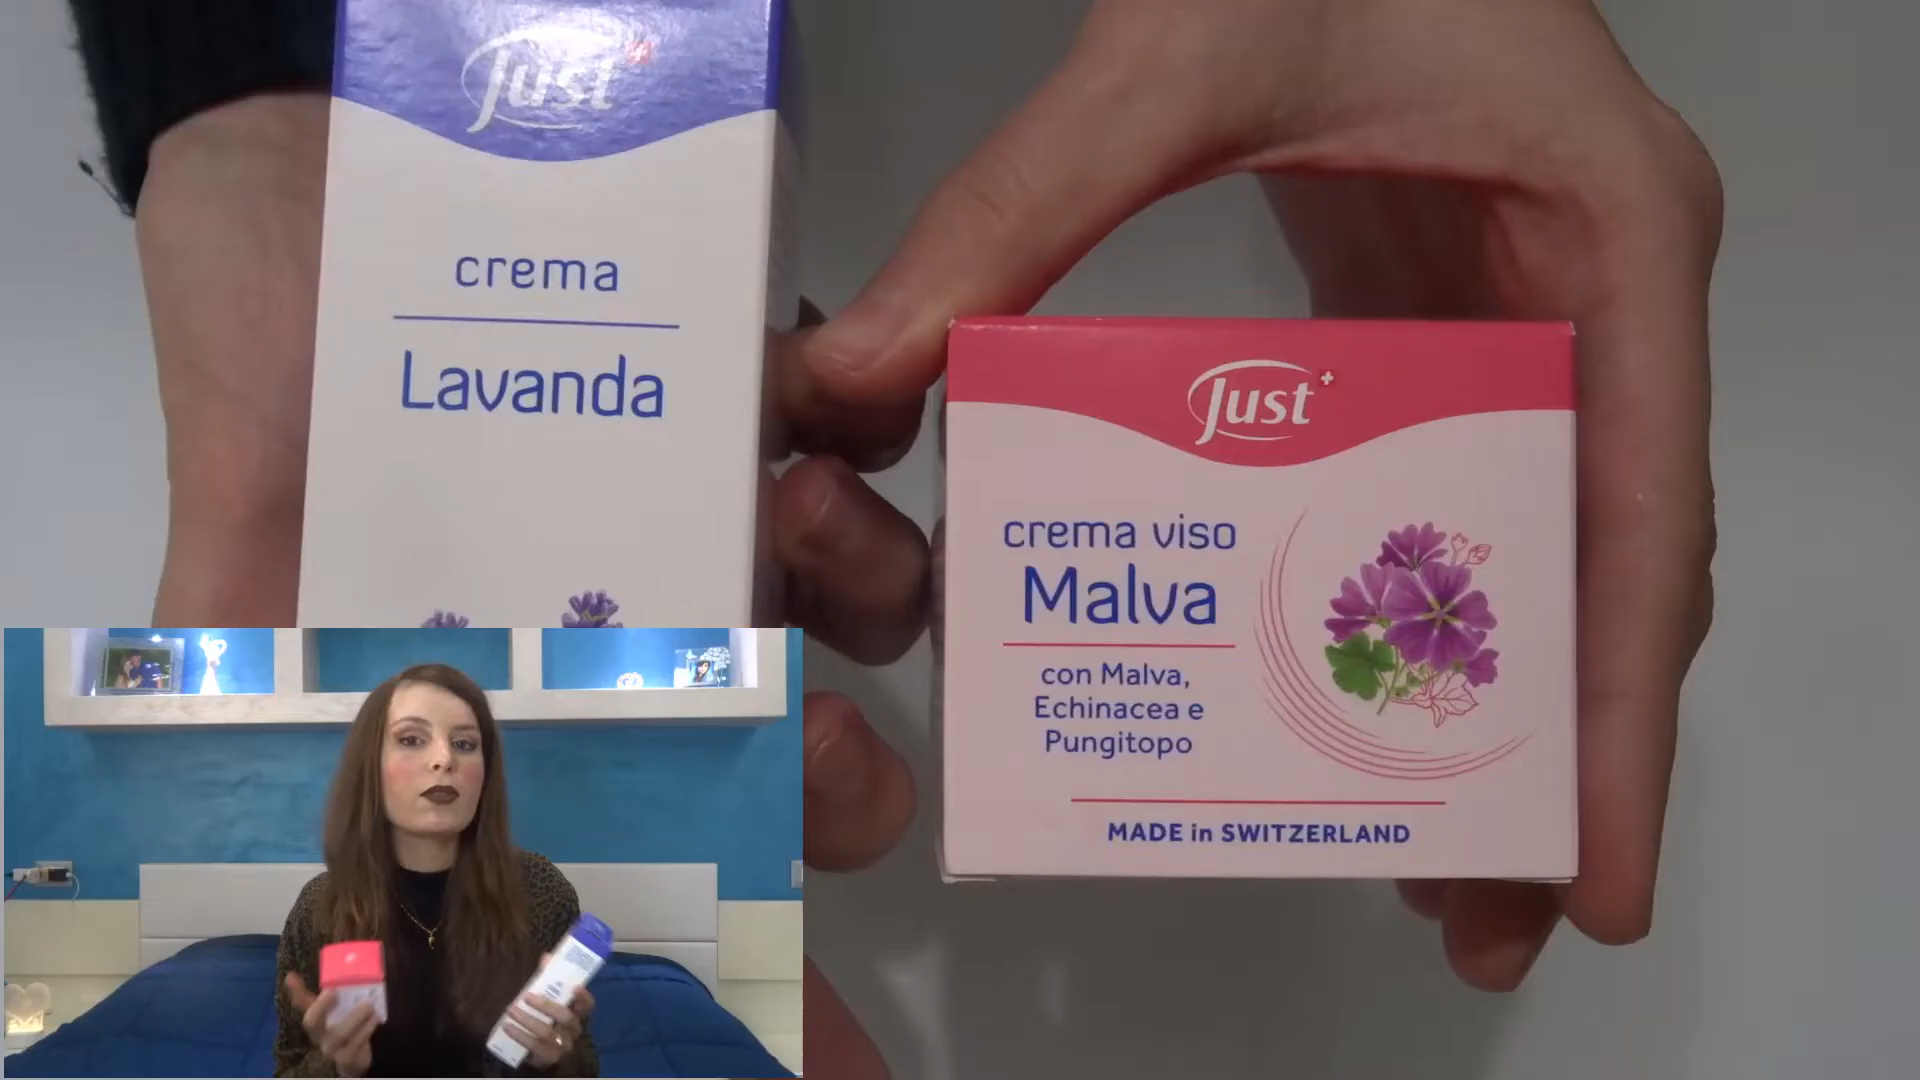 Just
crema
Lavanda
Just
crema viso
Malva
con Malva,
Echinacea e
Pungitopo
MADE in SWITZERLAND